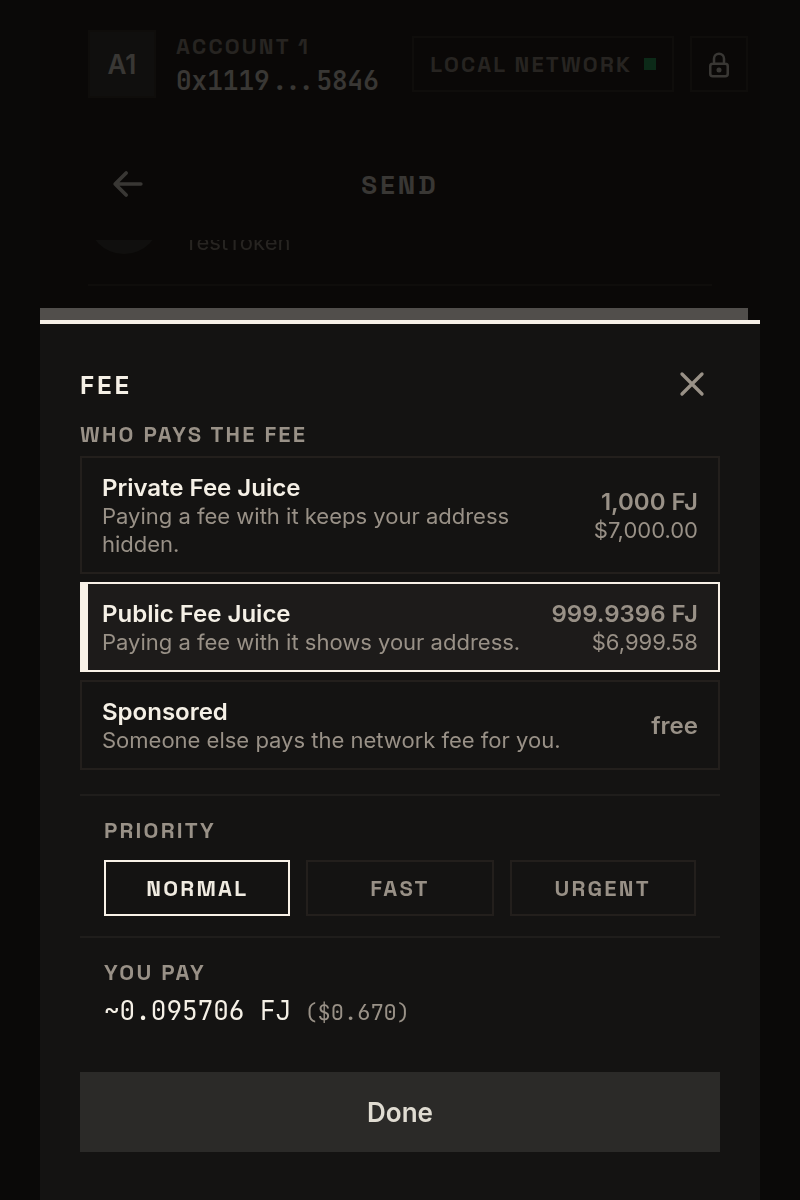 A1
ACCOUNT 1
0x1119...5846
LOCAL NETWORK
SEND
TestToken
FEE
WHO PAYS THE FEE
Private Fee Juice
Paying a fee with it keeps your address
hidden.
1,000 FJ
$7,000.00
Public Fee Juice
Paying a fee with it shows your address.
999.9396 FJ
$6,999.58
Sponsored
Someone else pays the network fee for you.
free
PRIORITY
NORMAL
FAST
URGENT
YOU PAY
~0.095706 FJ ($0.670)
Done